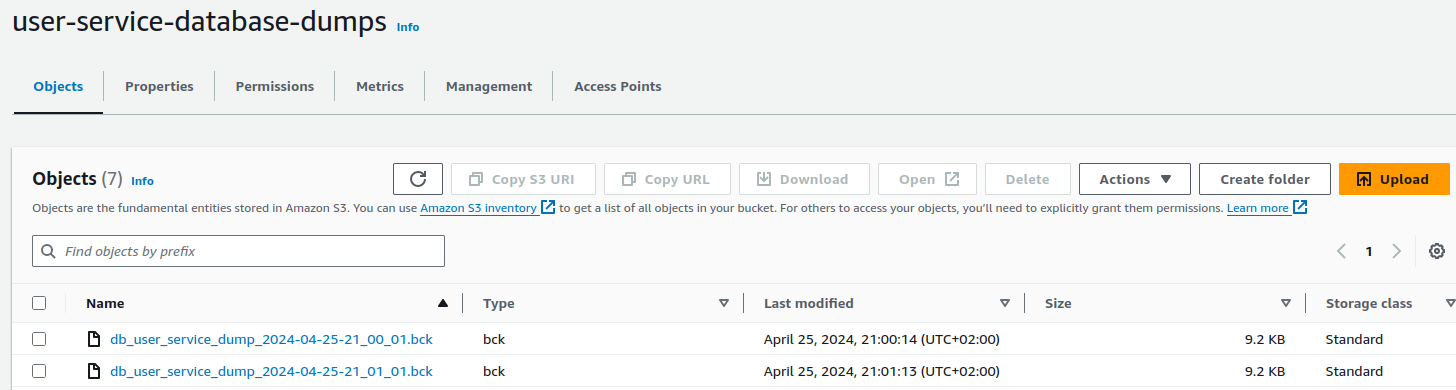 user-service-database-dumps Info
Objects Properties Permissions Metrics Management Access Points
Objects (7) Info Copy S3 URI Copy URL Download Open Delete Actions Create folder Upload
Objects are the fundamental entities stored in Amazon S3. You can use Amazon S3 inventory to get a list of all objects in your bucket. For others to access your objects, you'll need to explicitly grant them permissions. Learn more
Find objects by prefix 1
Name Type Last modified Size Storage class
db_user_service_dump_2024-04-25-21_00_01.bck bck April 25, 2024, 21:00:14 (UTC+02:00) 9.2 KB Standard
db_user_service_dump_2024-04-25-21_01_01.bck bck April 25, 2024, 21:01:13 (UTC+02:00) 9.2 KB Standard